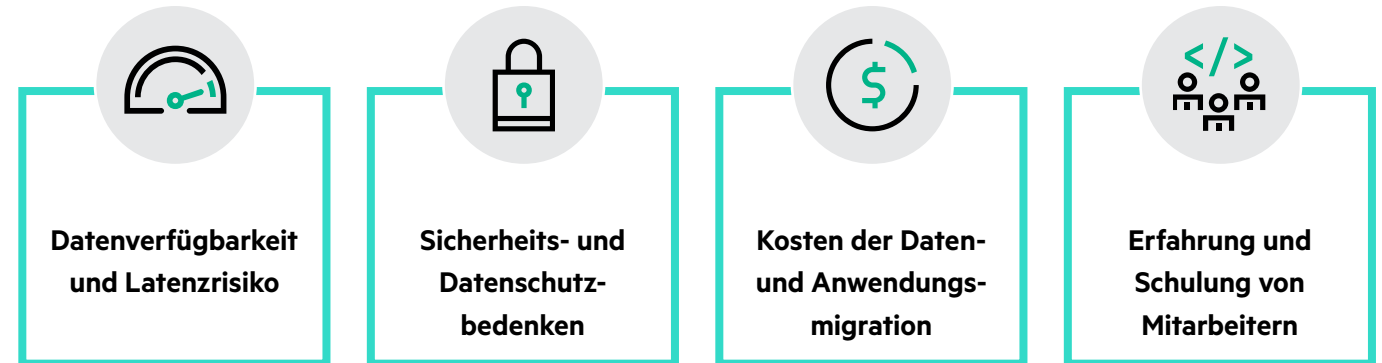 Datenverfügbarkeit
und Latenzrisiko
Sicherheits- und
Datenschutz-
bedenken
$
Kosten der Daten-
und Anwendungs-
migration
</>
Erfahrung und
Schulung von
Mitarbeitern